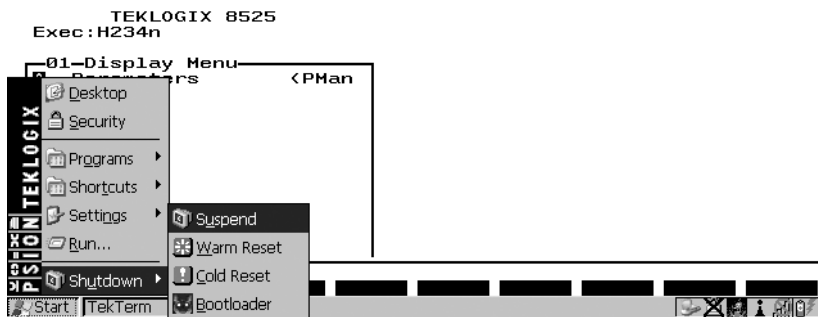 TEKLOGIX 8525
Exec:H234n
01—Display Menu
Parameters (PMan
Desktop
Security
Programs
Shortcuts
Settings
Run...
Shutdown
PSION TEKLOGIX
Suspend
Warm Reset
Cold Reset
Bootloader
Start
TekTerm